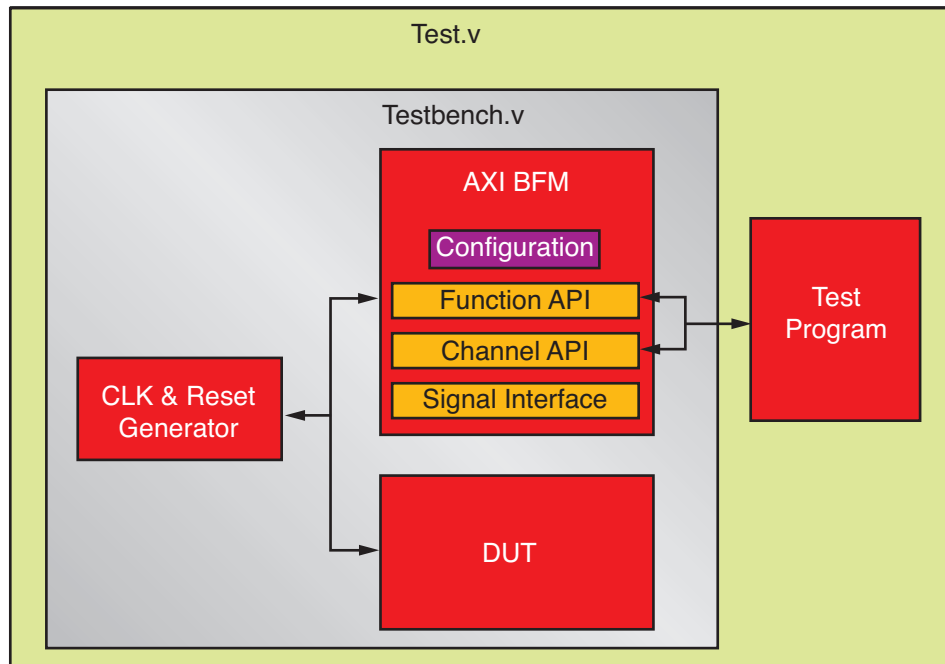 Test.v
Testbench.v
AXI BFM
Configuration
Function API
Channel API
Signal Interface
CLK & Reset
Generator
DUT
Test
Program